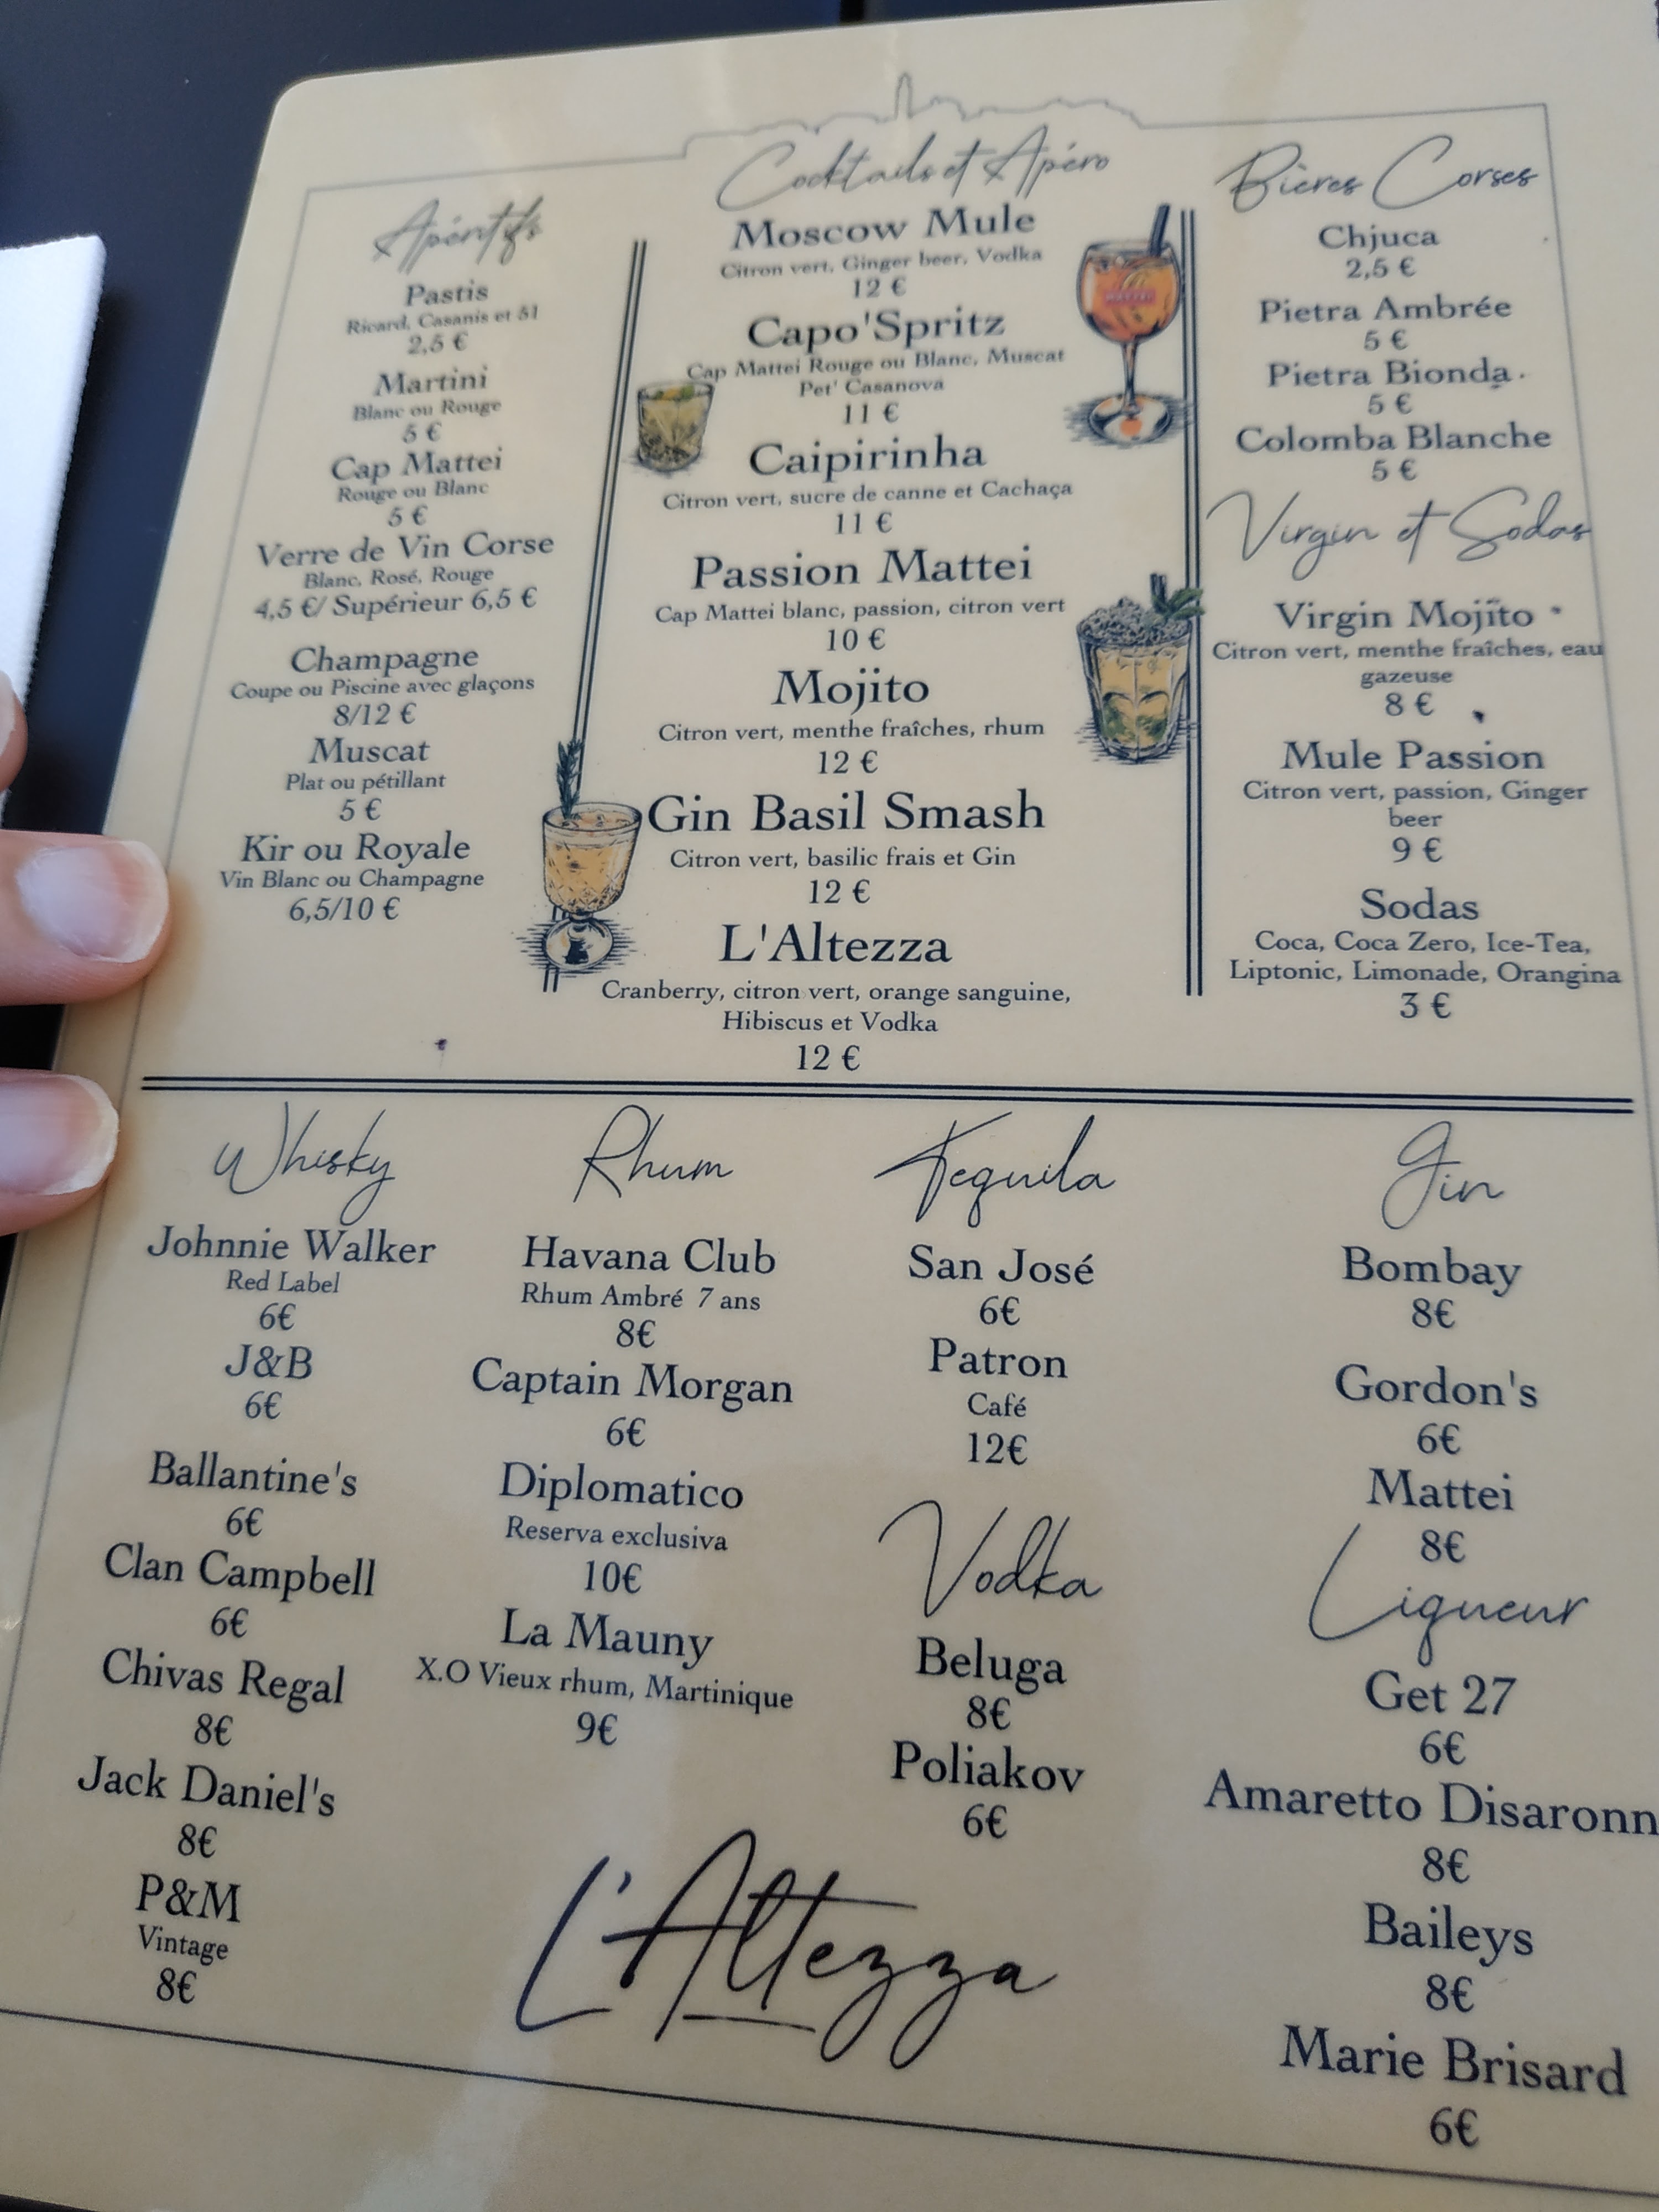 Apéritifs
Pastis
Ricard, Casanis et 51
2,5 €
Martini
Blanc ou Rouge
5 €
Cap Mattei
Rouge ou Blanc
5 €
Verre de Vin Corse
Blanc, Rosé, Rouge
4,5 €/ Supérieur 6,5 €
Champagne
Coupe ou Piscine avec glaçons
8/12 €
Muscat
Plat ou pétillant
5 €
Kir ou Royale
Vin Blanc ou Champagne
6,5/10 €
Cocktails et Apéro
Moscow Mule
Citron vert, Ginger beer, Vodka
12 €
Capo'Spritz
Cap Mattei Rouge ou Blanc, Muscat
Pet' Casanova
11 €
Caipirinha
Citron vert, sucre de canne et Cachaça
11 €
Passion Mattei
Cap Mattei blanc, passion, citron vert
10 €
Mojito
Citron vert, menthe fraîches, rhum
12 €
Gin Basil Smash
Citron vert, basilic frais et Gin
12 €
L'Altezza
Cranberry, citron vert, orange sanguine,
Hibiscus et Vodka
12 €
Bières Corses
Chjuca
2,5 €
Pietra Ambrée
5 €
Pietra Bionda
5 €
Colomba Blanche
5 €
Virgin et Sodas
Virgin Mojito
Citron vert, menthe fraîches, eau
gazeuse
8 €
Mule Passion
Citron vert, passion, Ginger
beer
9 €
Sodas
Coca, Coca Zero, Ice-Tea,
Liptonic, Limonade, Orangina
3 €
Whisky
Johnnie Walker
Red Label
6€
J&B
6€
Ballantine's
6€
Clan Campbell
6€
Chivas Regal
8€
Jack Daniel's
8€
P&M
Vintage
8€
Rhum
Havana Club
Rhum Ambré 7 ans
8€
Captain Morgan
6€
Diplomatico
Reserva exclusiva
10€
La Mauny
X.O Vieux rhum, Martinique
9€
Tequila
San José
6€
Patron
Café
12€
Vodka
Beluga
8€
Poliakov
6€
Gin
Bombay
8€
Gordon's
6€
Mattei
8€
Liqueur
Get 27
6€
Amaretto Disaronn
8€
Baileys
8€
Marie Brisard
6€
L'Altezza